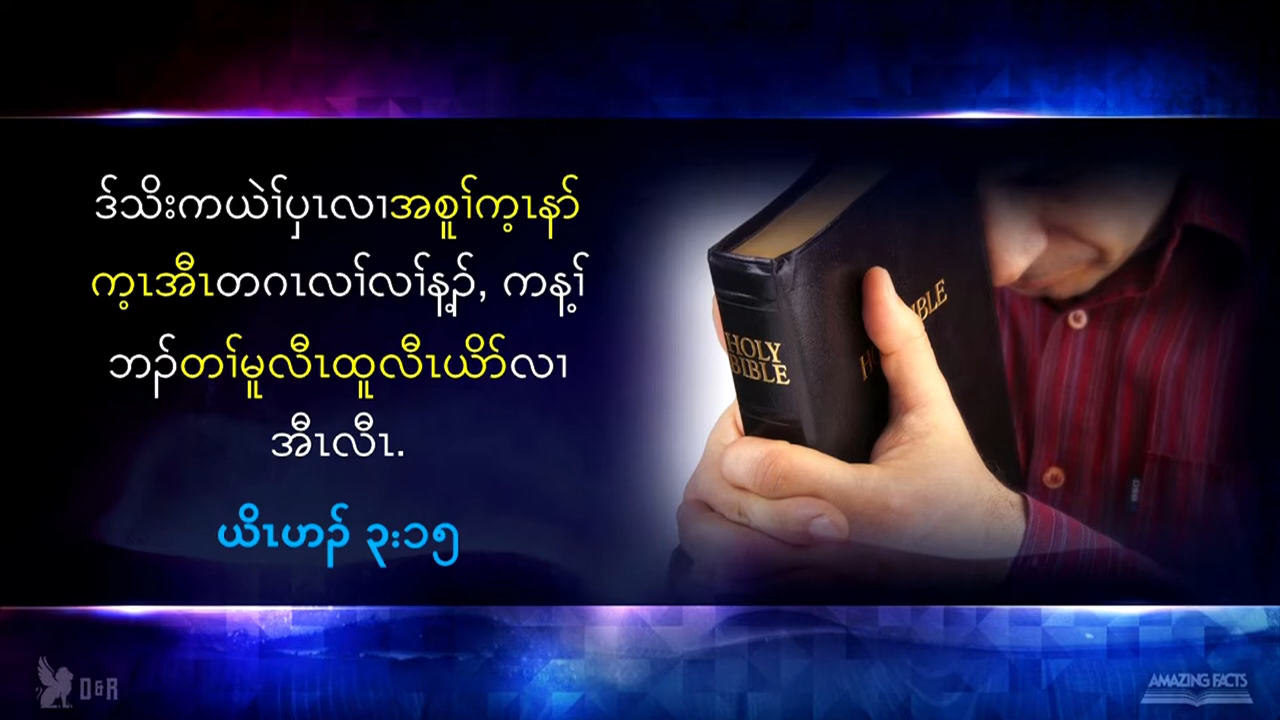 ဒ်သိးကယဲၢ်ပှၤလၢအစူၢ်က့ၤနာ်
က့ၤအီၤတဂၤလၢ်လၢ်န့ၣ်, ကန့ၢ်
ဘၣ်တၢ်မူလီၤထူလီၤယိာ်လၢ
အီၤလီၤ.
ယိၤဟၣ် ၃း၁၅
HOLY
BIBLE
D&R
AMAZING FACTS